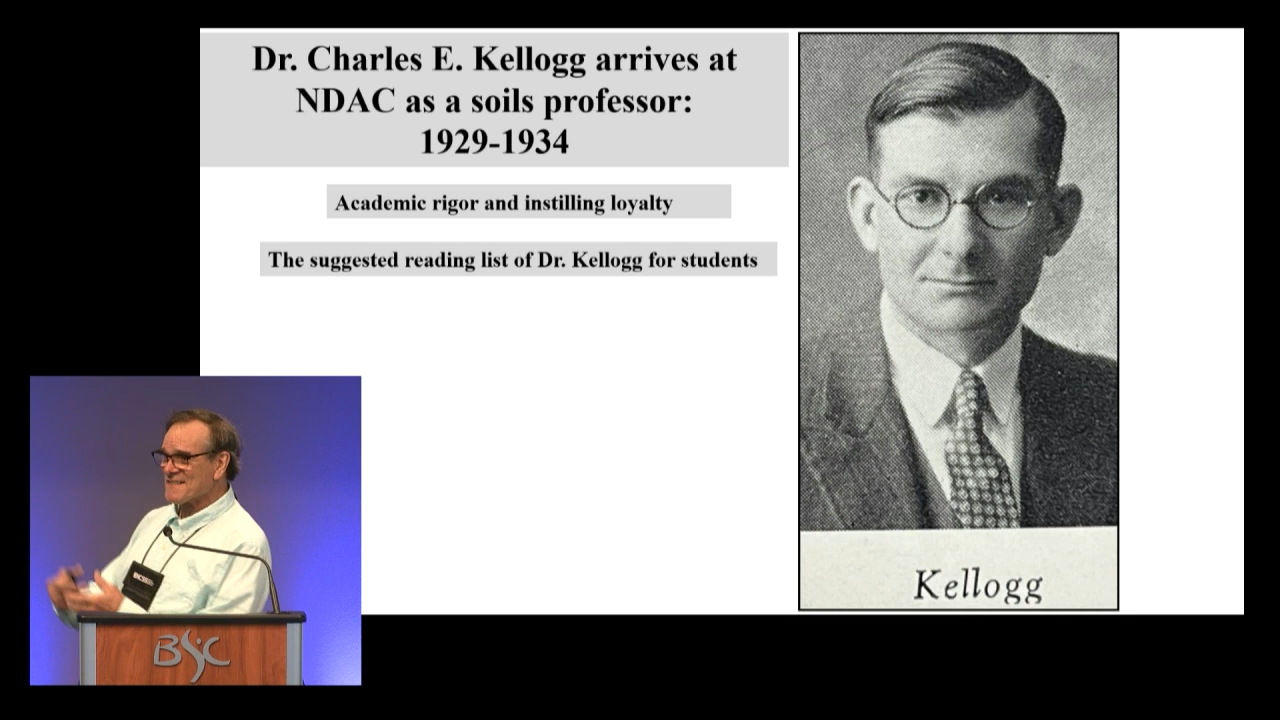 Dr. Charles E. Kellogg arrives at
NDAC as a soils professor:
1929-1934
Academic rigor and instilling loyalty
The suggested reading list of Dr. Kellogg for students
Kellogg
BSC